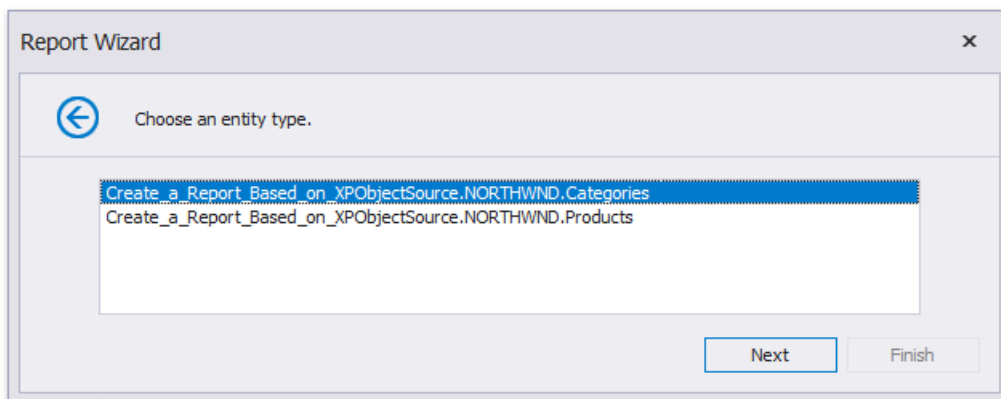 Report Wizard
Choose an entity type.
Create_a_Report_Based_on_XPObjectSource.NORTHWND.Categories
Create_a_Report_Based_on_XPObjectSource.NORTHWND.Products
Next Finish